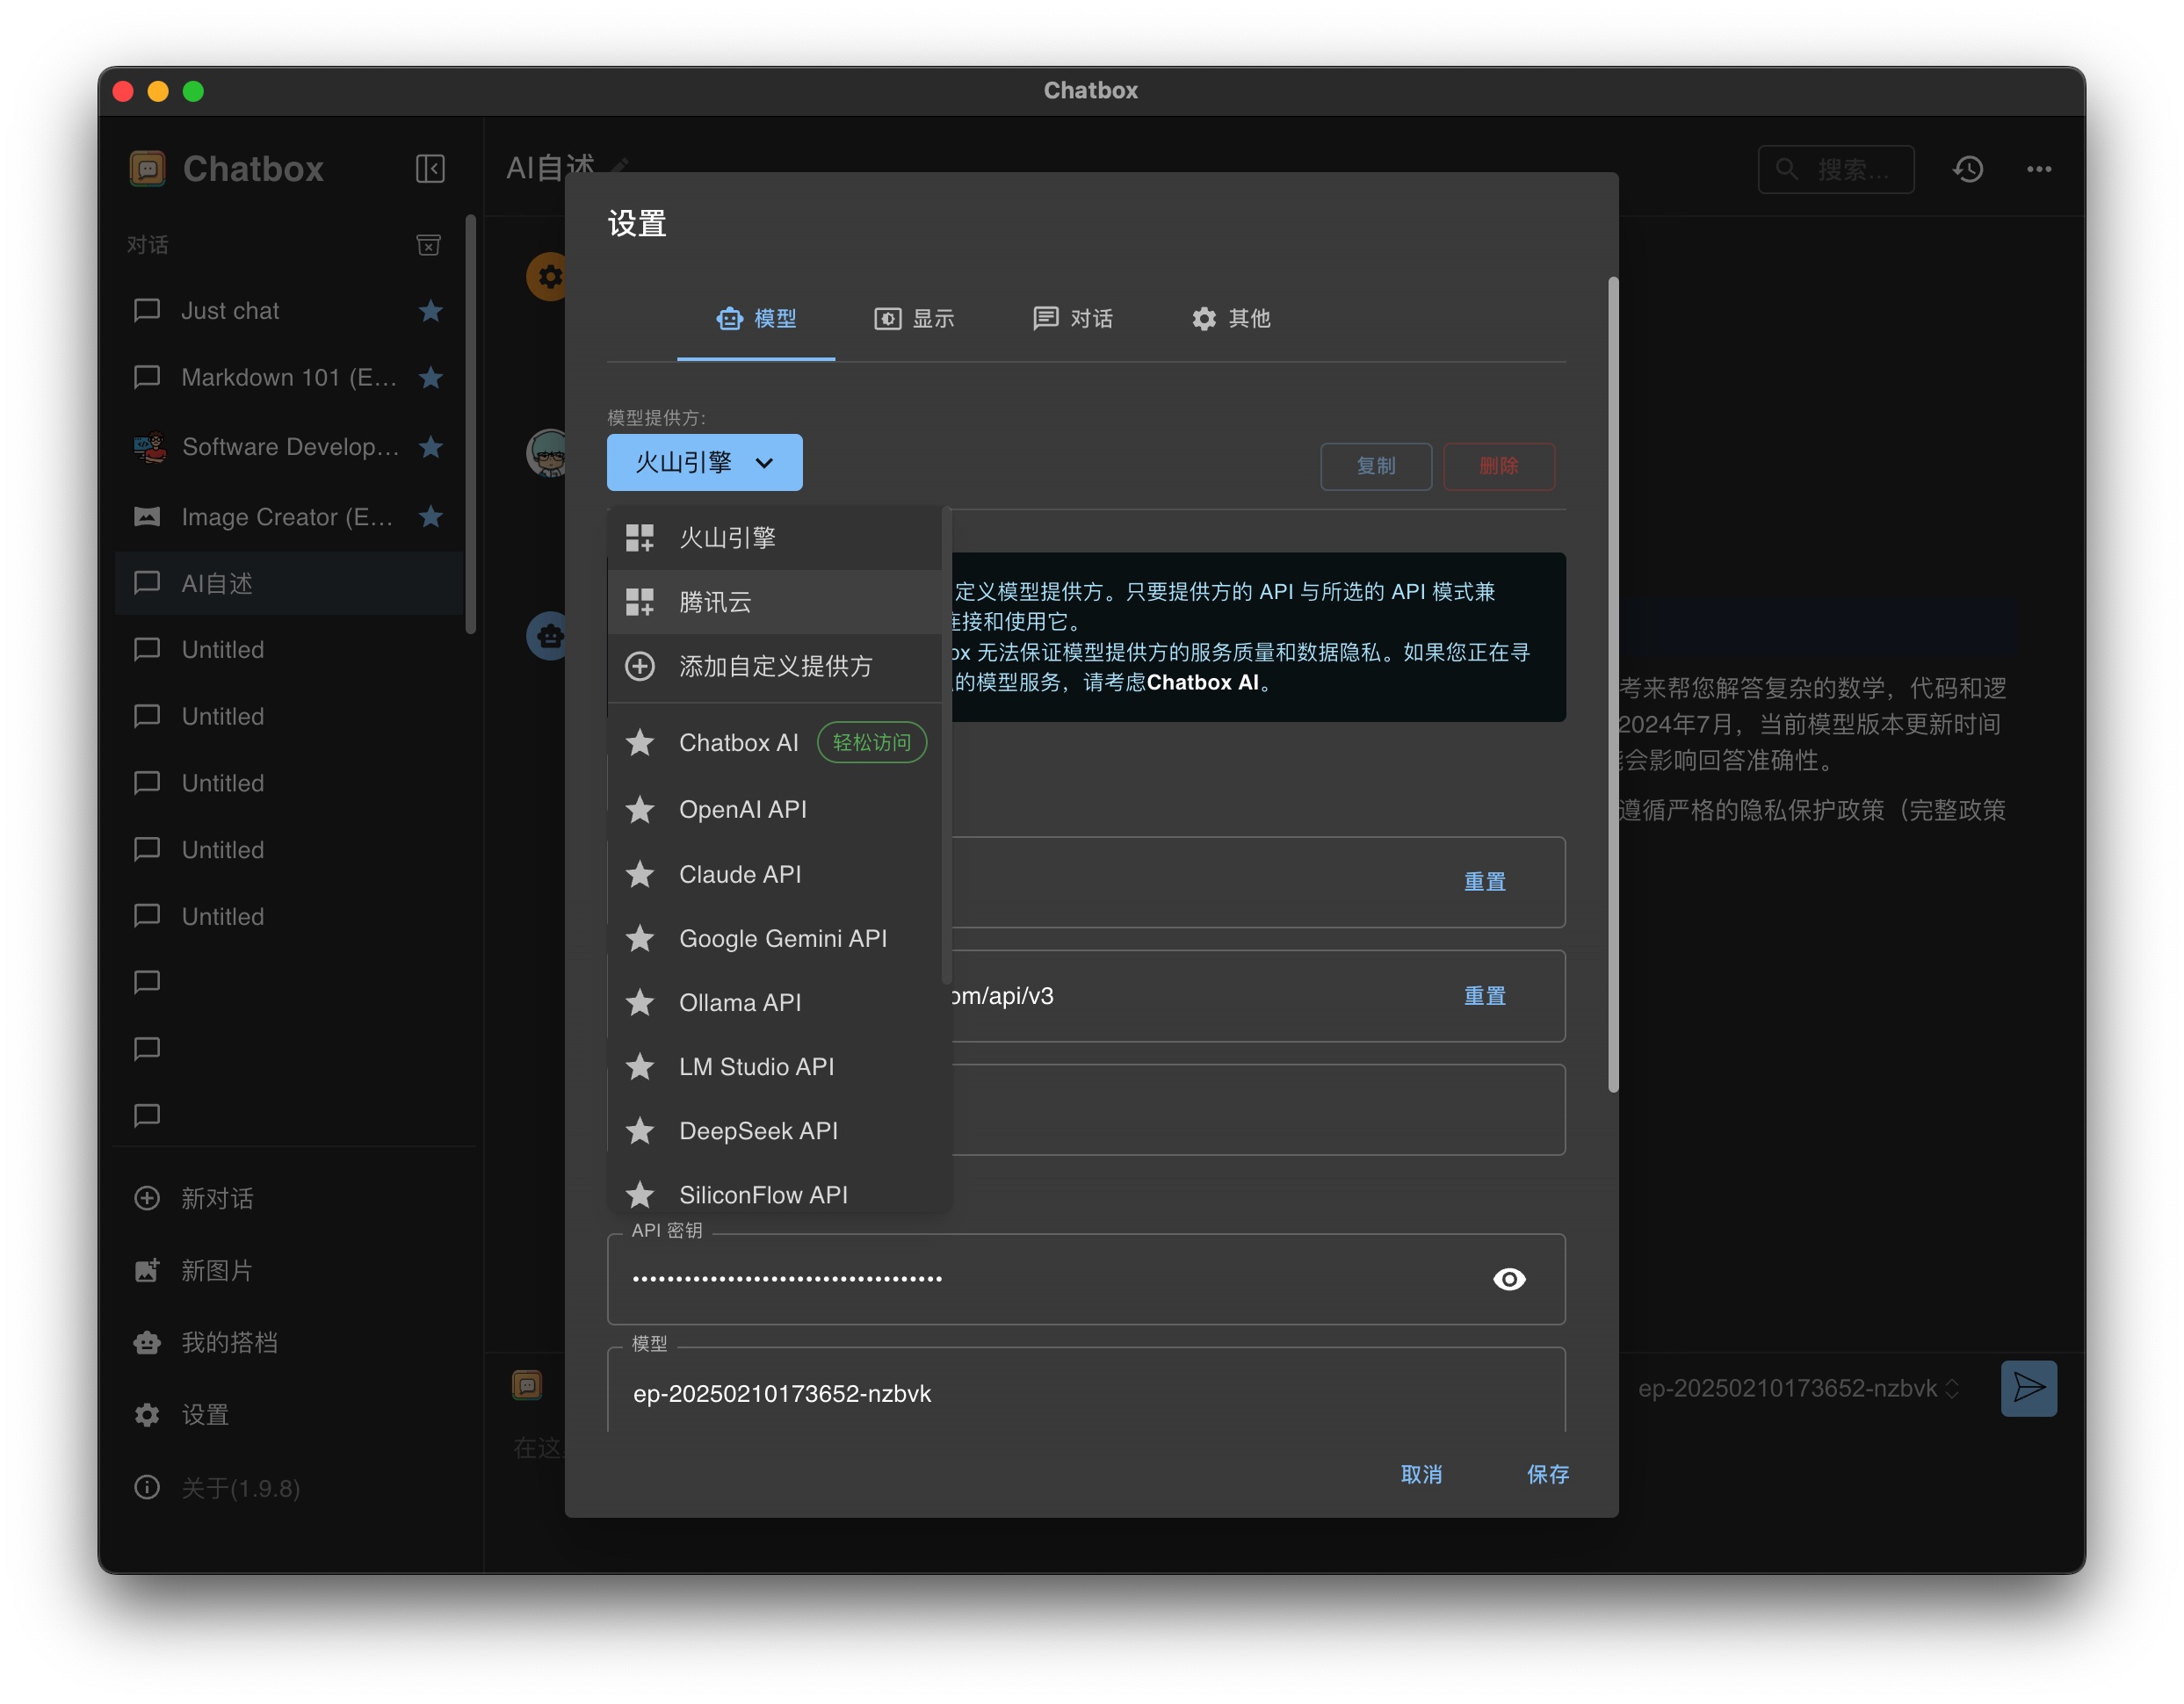 Chatbox
Chatbox
AI自述
搜索...
对话
Just chat
Markdown 101 (E...
Software Develop...
Image Creator (E...
AI自述
Untitled
Untitled
Untitled
Untitled
Untitled
新对话
新图片
我的搭档
设置
关于(1.9.8)
设置
模型
显示
对话
其他
模型提供方:
火山引擎
复制
删除
火山引擎
腾讯云
添加自定义提供方
Chatbox AI
轻松访问
OpenAI API
Claude API
Google Gemini API
Ollama API
LM Studio API
DeepSeek API
SiliconFlow API
定义模型提供方。只要提供方的 API 与所选的 API 模式兼
接和使用它。
ox 无法保证模型提供方的服务质量和数据隐私。如果您正在寻
的模型服务，请考虑Chatbox AI。
重置
om/api/v3
重置
API 密钥
模型
ep-20250210173652-nzbvk
取消
保存
考来帮您解答复杂的数学，代码和逻
2024年7月，当前模型版本更新时间
会影响回答准确性。
遵循严格的隐私保护政策（完整政策
ep-20250210173652-nzbvk
在这